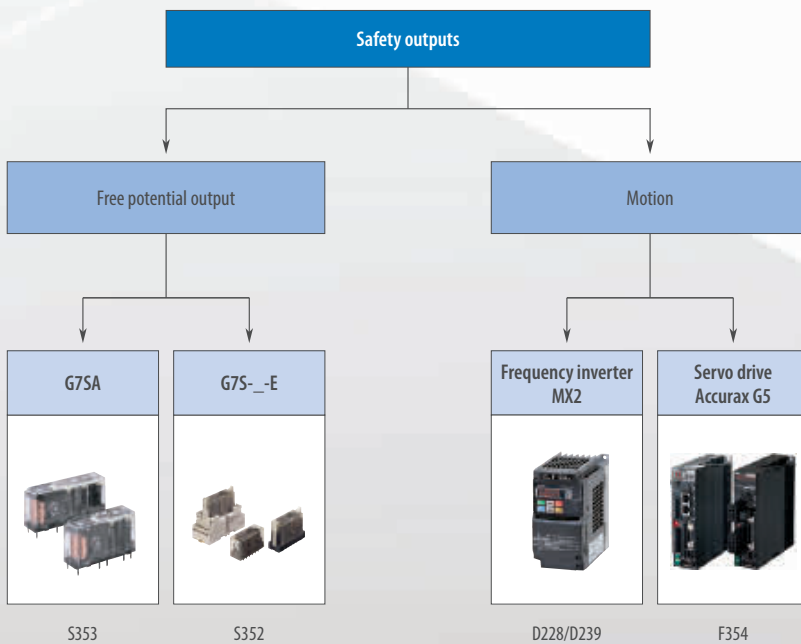 Safety outputs
Free potential output
Motion
G7SA
G7S-_-E
Frequency inverter
MX2
Servo drive
Accurax G5
S353
S352
D228/D239
F354